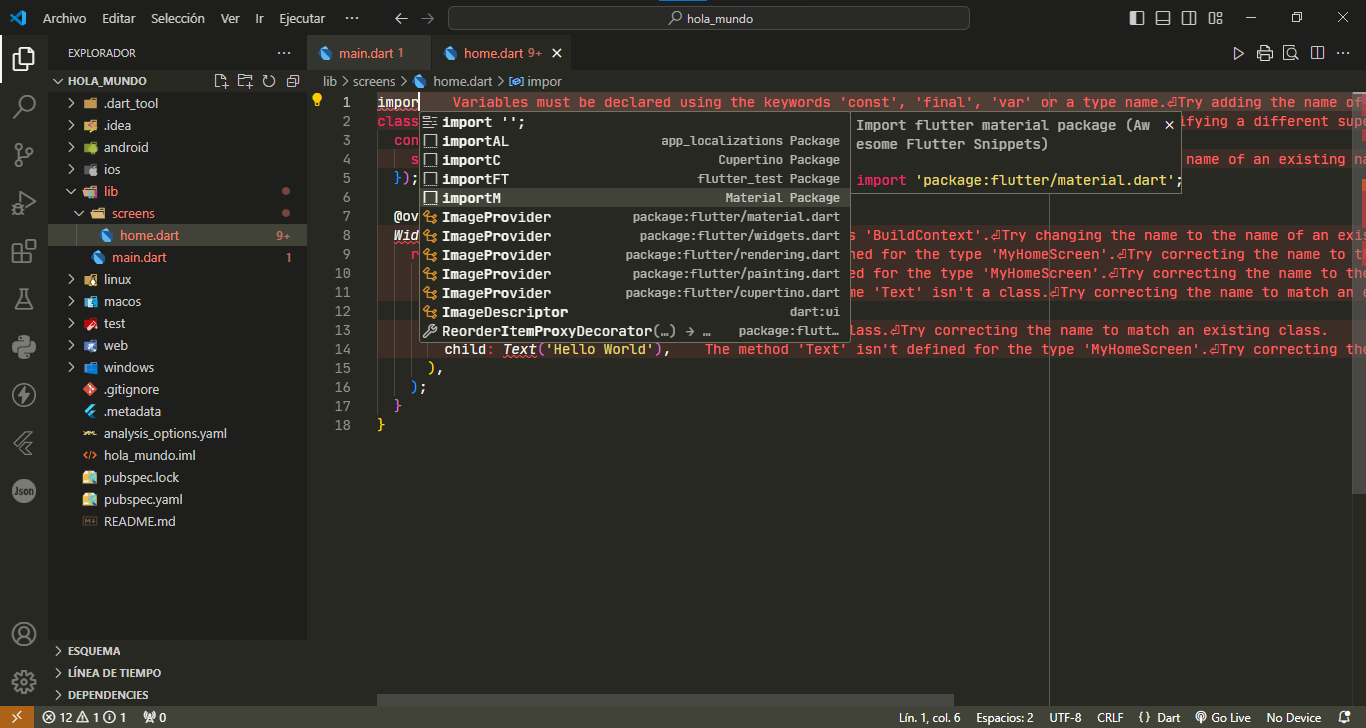 Archivo Editar Selección Ver Ir Ejecutar ··· hola_mundo
EXPLORADOR ···
main.dart 1 home.dart 9+
HOLA_MUNDO
lib > screens > home.dart > impor
.dart_tool
.idea
android
ios
lib
screens
home.dart 9+
main.dart 1
linux
macos
test
web
windows
.gitignore
.metadata
analysis_options.yaml
hola_mundo.iml
pubspec.lock
pubspec.yaml
README.md
ESQUEMA
LÍNEA DE TIEMPO
DEPENDENCIES
1 impor Variables must be declared using the keywords 'const', 'final', 'var' or a type name.⏎Try adding the name of
2 class
3 con
4 s name of an existing
5 });
6
7 @ov
8 Wid 'BuildContext'.⏎Try changing the name to the name of an
9 r for the type 'MyHomeScreen'.⏎Try correcting the name to
10 for the type 'MyHomeScreen'.⏎Try correcting the name to the
11 'Text' isn't a class.⏎Try correcting the name to match an
12
13 ⏎Try correcting the name to match an existing class.
14 child: Text('Hello World'), The method 'Text' isn't defined for the type 'MyHomeScreen'.⏎Try correcting
15 ),
16 );
17 }
18 }
import '';
importAL app_localizations Package
importC Cupertino Package
importFT flutter_test Package
importM Material Package
ImageProvider package:flutter/material.dart
ImageProvider package:flutter/widgets.dart
ImageProvider package:flutter/rendering.dart
ImageProvider package:flutter/painting.dart
ImageProvider package:flutter/cupertino.dart
ImageDescriptor dart:ui
ReorderItemProxyDecorator(…) → … package:flutt…
Import flutter material package (Aw
esome Flutter Snippets)
import 'package:flutter/material.dart';
Json
12 1 1 0 Lín. 1, col. 6 Espacios: 2 UTF-8 CRLF {} Dart Go Live No Device